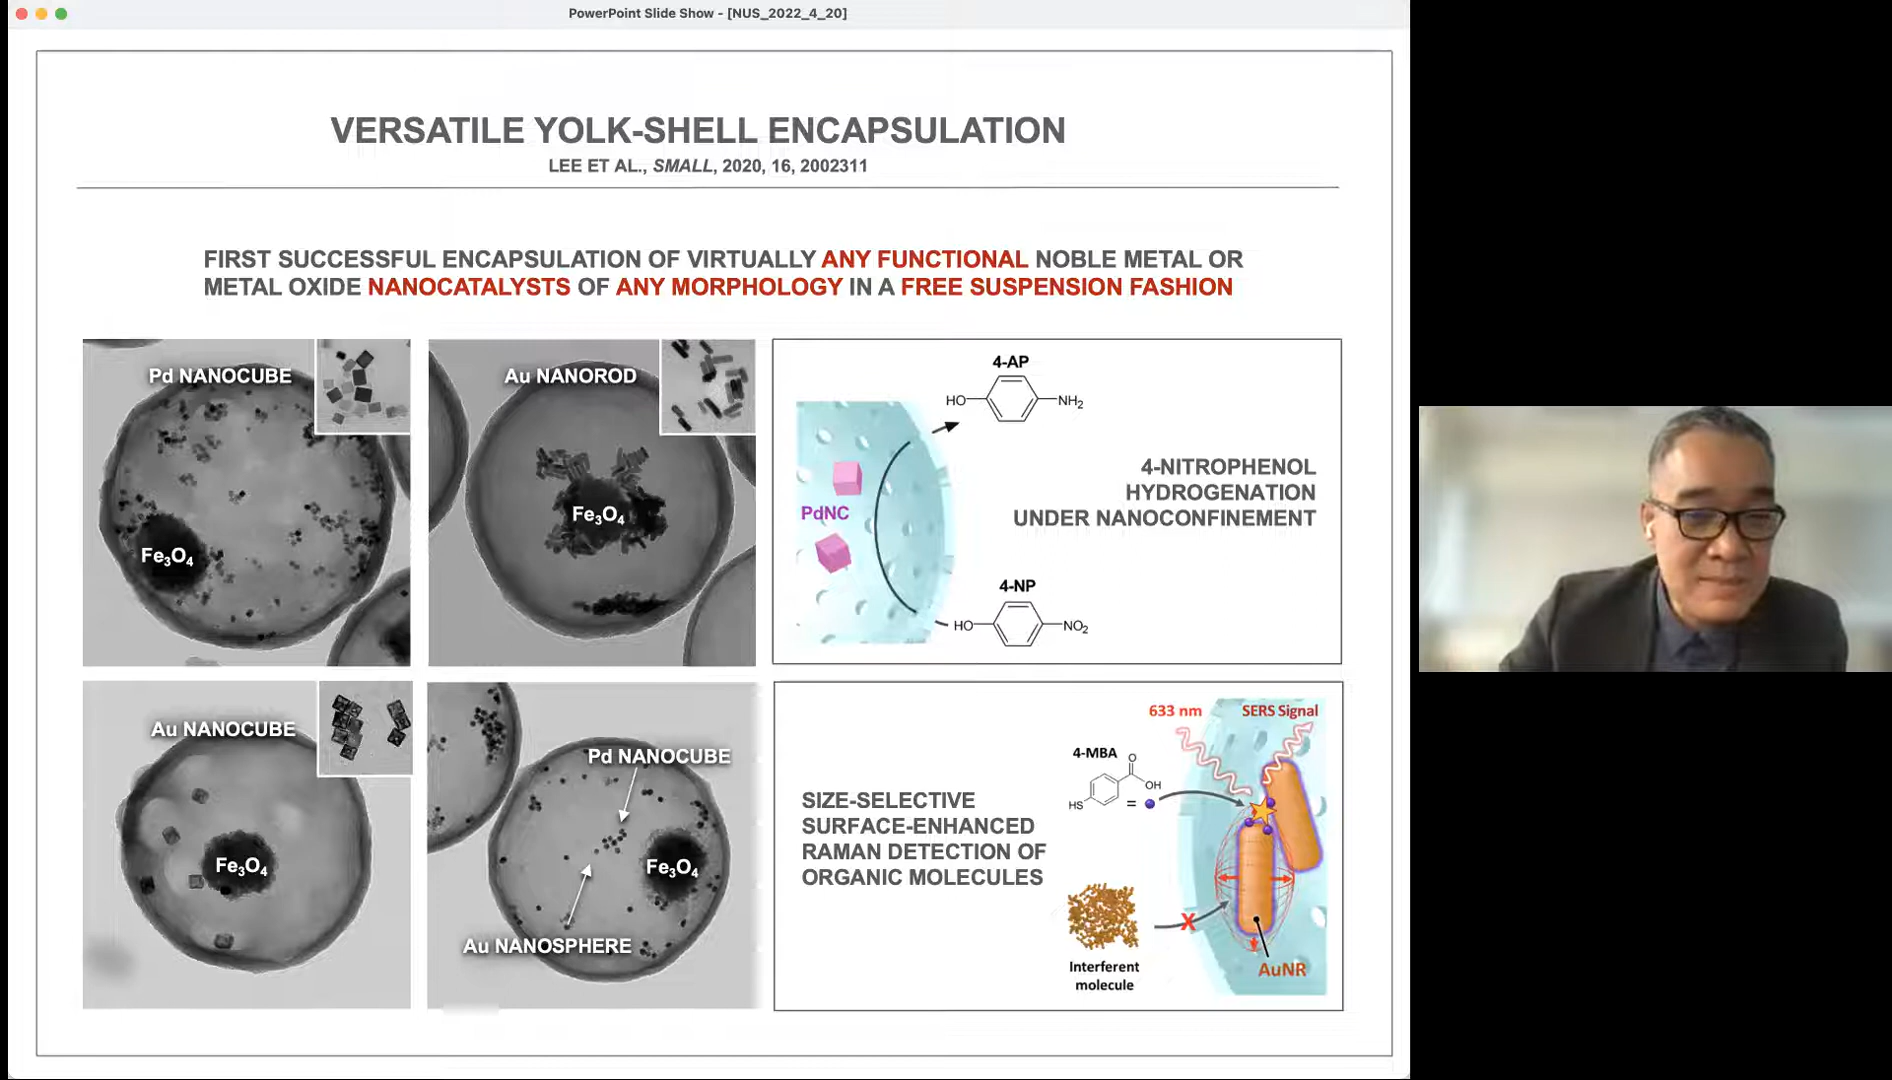 PowerPoint Slide Show - [NUS_2022_4_20]
VERSATILE YOLK-SHELL ENCAPSULATION
LEE ET AL., SMALL, 2020, 16, 2002311
FIRST SUCCESSFUL ENCAPSULATION OF VIRTUALLY ANY FUNCTIONAL NOBLE METAL OR
METAL OXIDE NANOCATALYSTS OF ANY MORPHOLOGY IN A FREE SUSPENSION FASHION
Pd NANOCUBE
Fe₃O₄
Au NANOROD
Fe₃O₄
4-AP
HO
NH₂
PdNC
4-NITROPHENOL
HYDROGENATION
UNDER NANOCONFINEMENT
4-NP
HO
NO₂
Au NANOCUBE
Fe₃O₄
Pd NANOCUBE
Fe₃O₄
Au NANOSPHERE
SIZE-SELECTIVE
SURFACE-ENHANCED
RAMAN DETECTION OF
ORGANIC MOLECULES
633 nm
SERS Signal
4-MBA
O
OH
HS
=
X
Interferent
molecule
AuNR